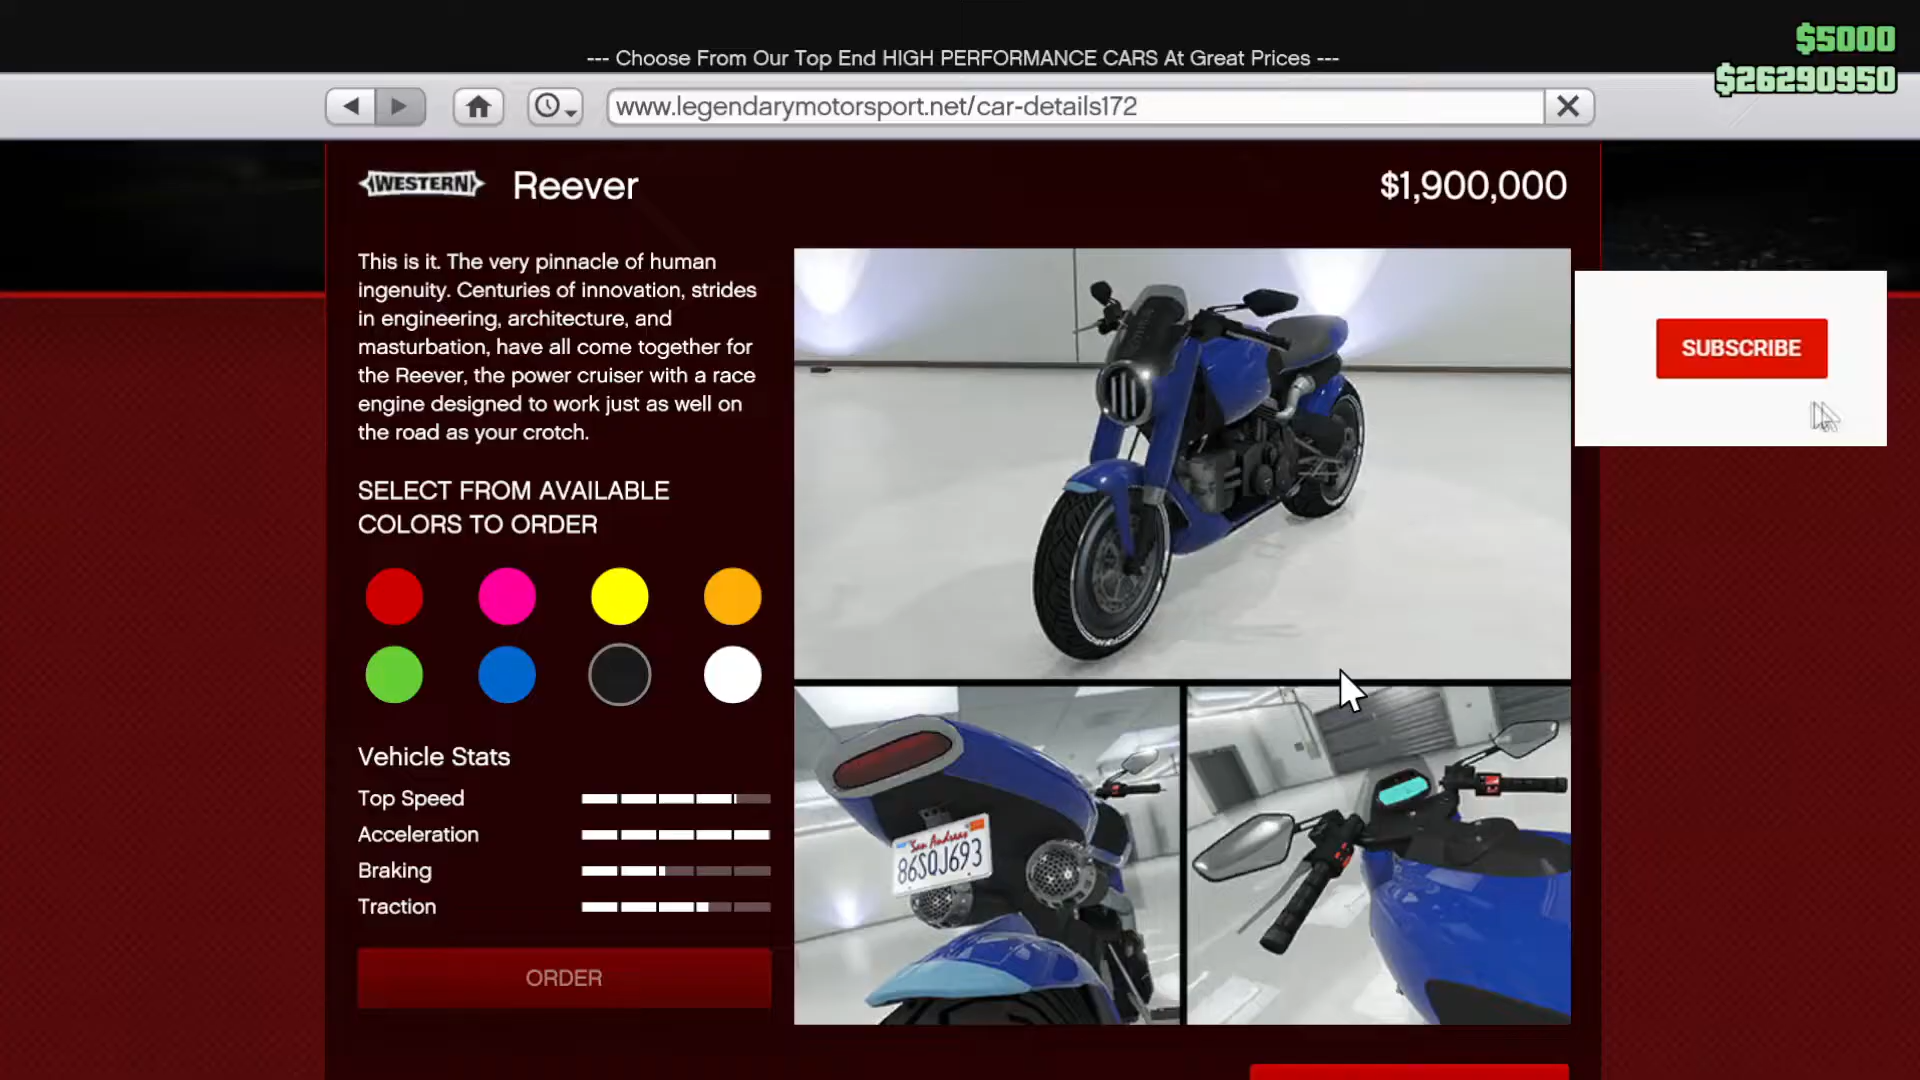 $5000
--- Choose From Our Top End HIGH PERFORMANCE CARS At Great Prices ---
$26290950
www.legendarymotorsport.net/car-details172
WESTERN Reever $1,900,000
This is it. The very pinnacle of human
ingenuity. Centuries of innovation, strides
in engineering, architecture, and
masturbation, have all come together for
the Reever, the power cruiser with a race
engine designed to work just as well on
the road as your crotch.
SUBSCRIBE
SELECT FROM AVAILABLE
COLORS TO ORDER
Vehicle Stats
Top Speed
Acceleration
Braking
Traction
ORDER
San Andreas
86SQJ693